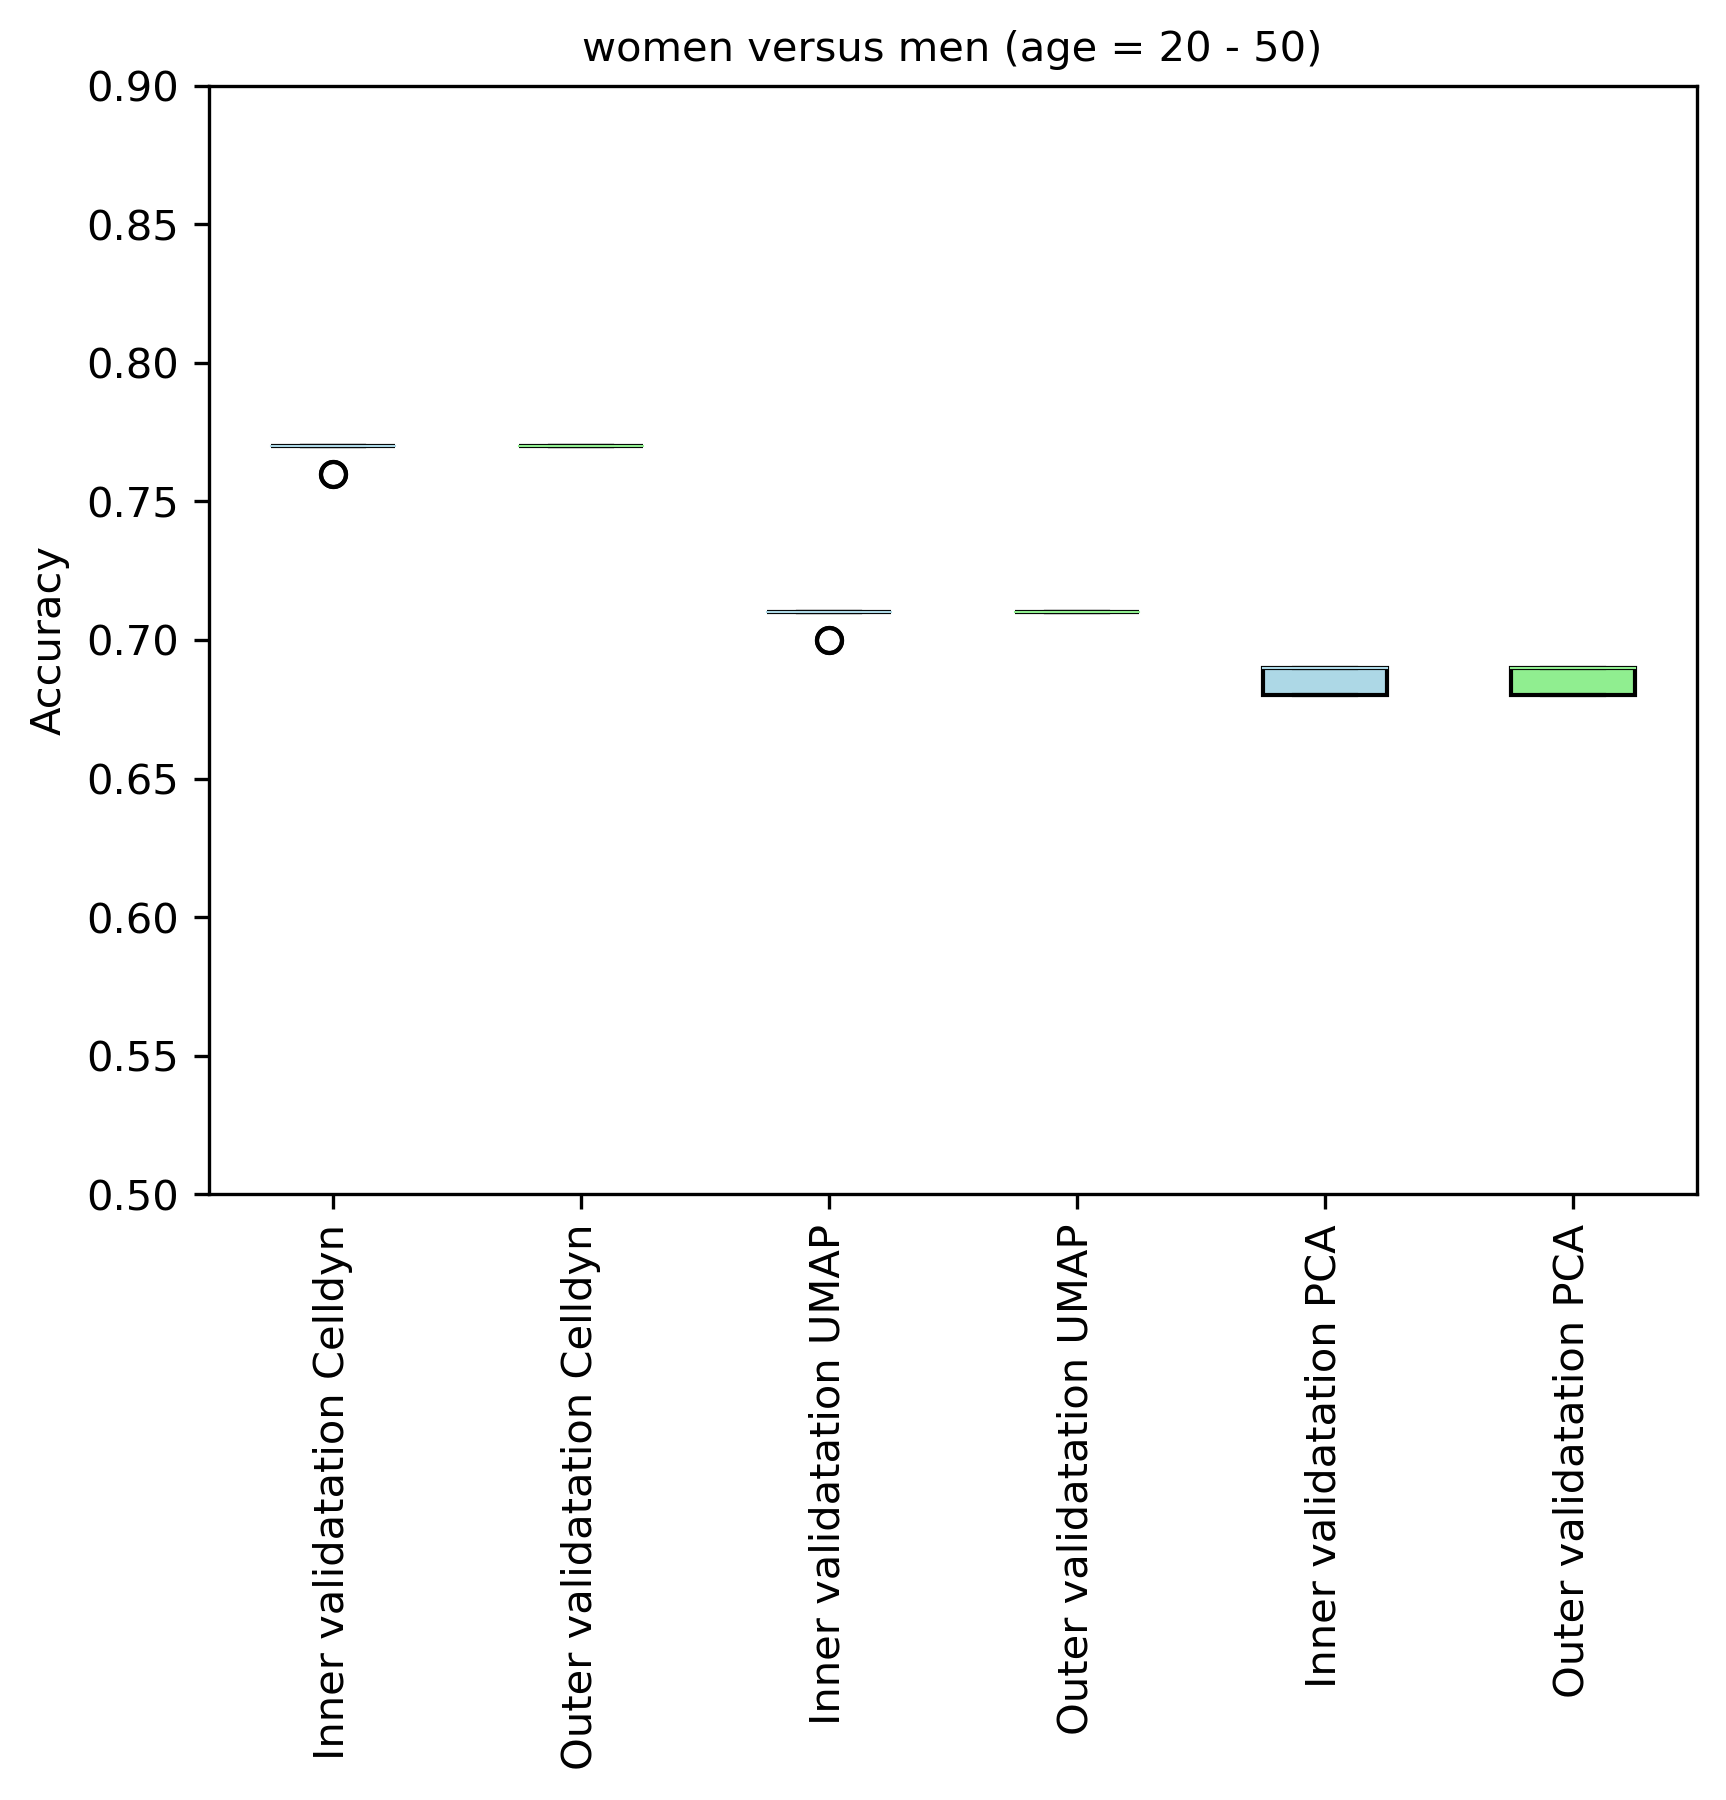 women versus men (age = 20 - 50)
0.90
0.85
0.80
0.75
0.70
0.65
0.60
0.55
0.50
Accuracy
Inner validatation Celldyn
Outer validatation Celldyn
Inner validatation UMAP
Outer validatation UMAP
Inner validatation PCA
Outer validatation PCA